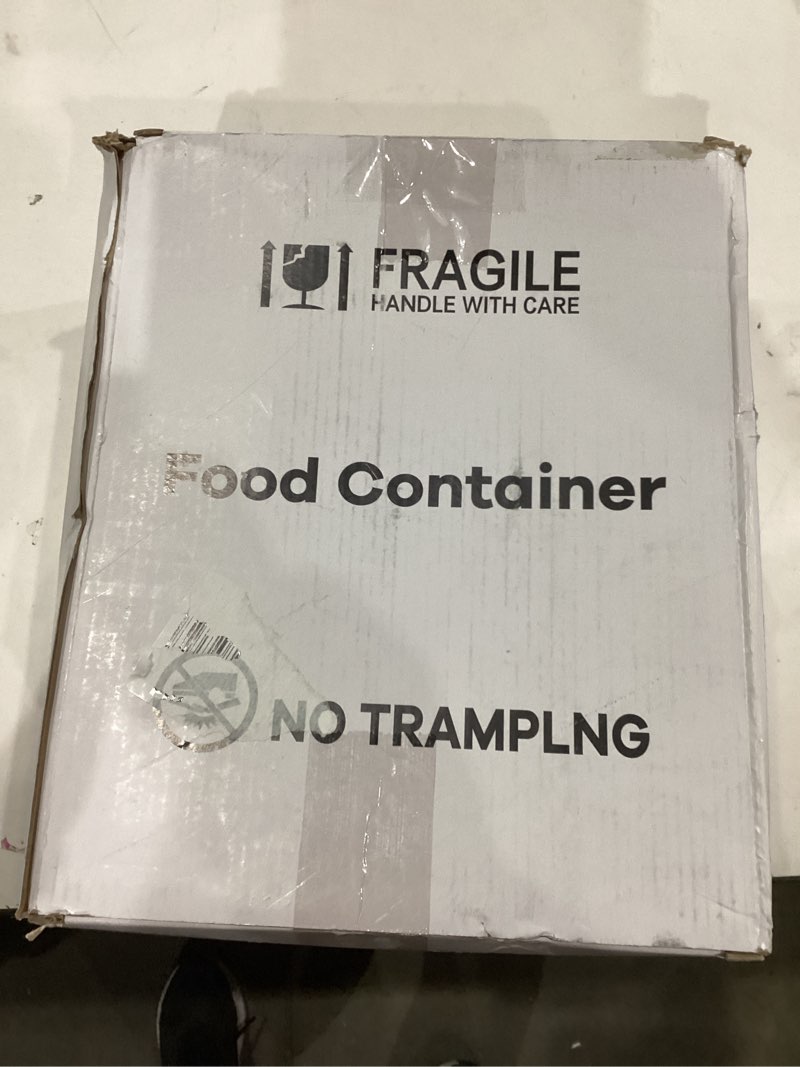 FRAGILE
HANDLE WITH CARE
Food Container
NO TRAMPLNG